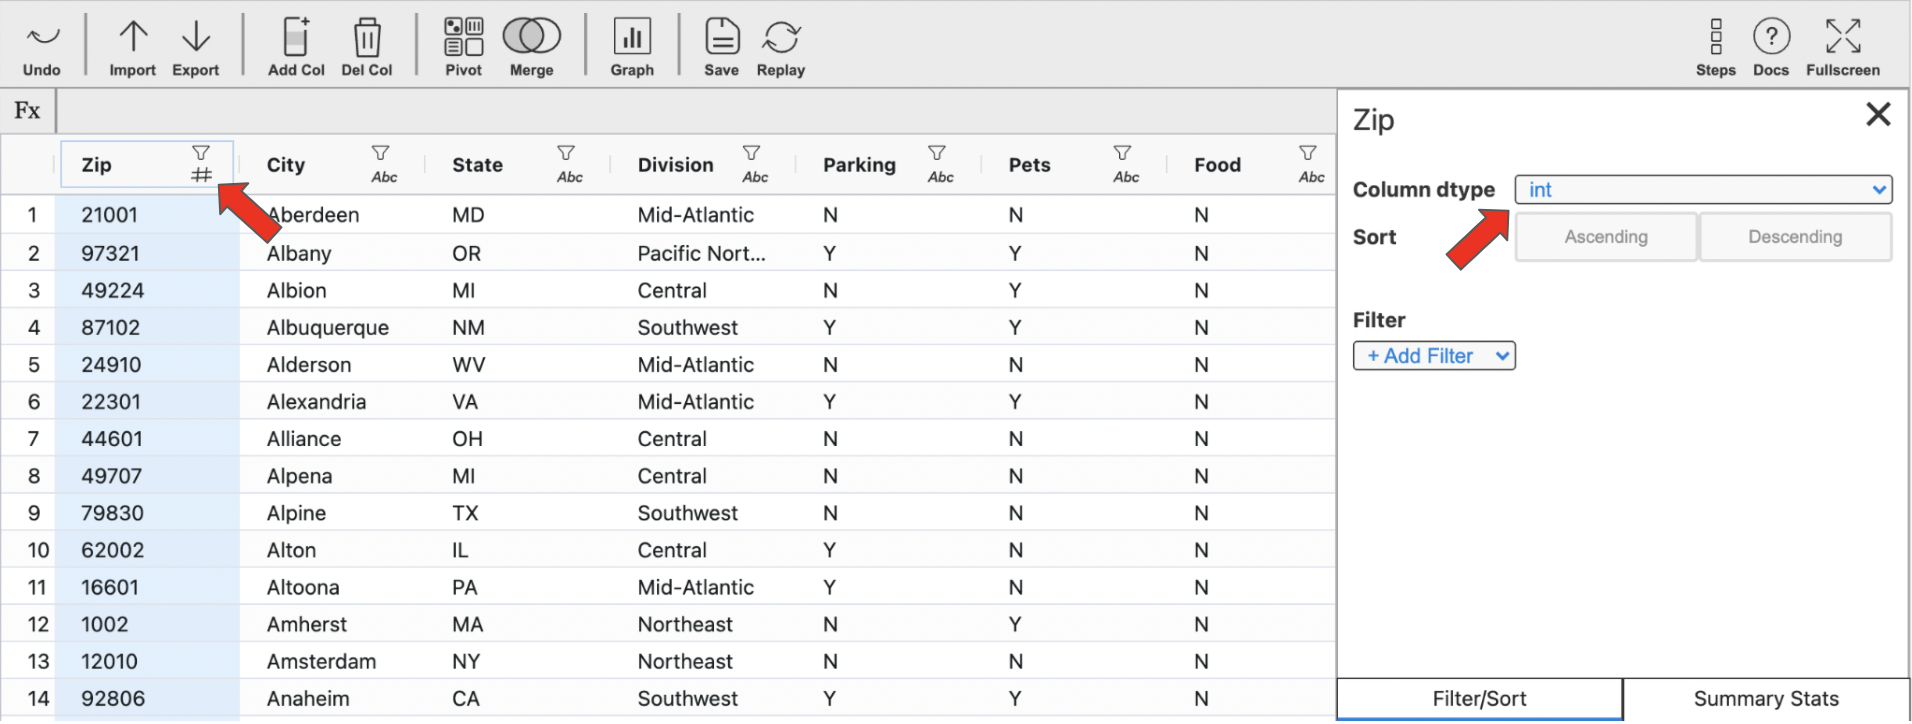 Undo Import Export Add Col Del Col Pivot Merge Graph Save Replay Steps Docs Fullscreen
Fx
Zip # City Abc State Abc Division Abc Parking Abc Pets Abc Food Abc
1 21001 Aberdeen MD Mid-Atlantic N N N
2 97321 Albany OR Pacific Nort... Y Y N
3 49224 Albion MI Central N Y N
4 87102 Albuquerque NM Southwest Y Y N
5 24910 Alderson WV Mid-Atlantic N N N
6 22301 Alexandria VA Mid-Atlantic Y Y N
7 44601 Alliance OH Central N N N
8 49707 Alpena MI Central N N N
9 79830 Alpine TX Southwest N N N
10 62002 Alton IL Central Y N N
11 16601 Altoona PA Mid-Atlantic Y N N
12 1002 Amherst MA Northeast N Y N
13 12010 Amsterdam NY Northeast N N N
14 92806 Anaheim CA Southwest Y Y N
Zip
Column dtype int
Sort Ascending Descending
Filter
+ Add Filter
Filter/Sort Summary Stats